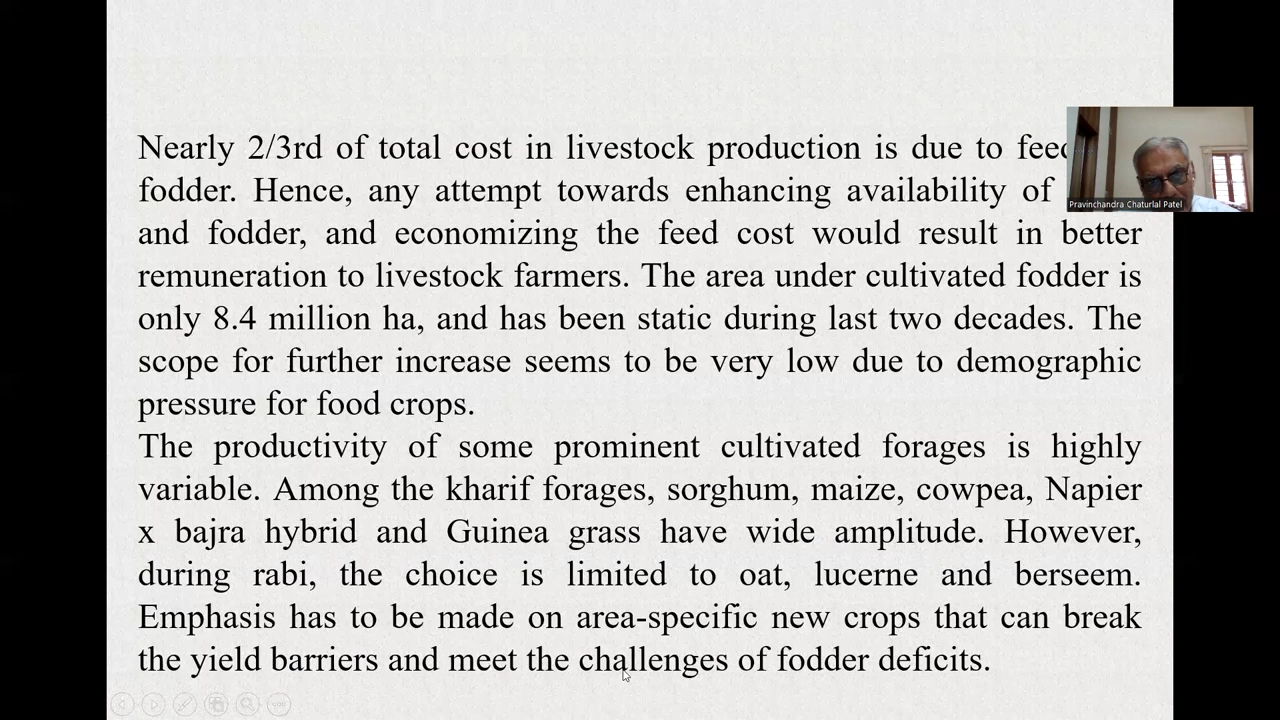 Nearly 2/3rd of total cost in livestock production is due to feed
fodder. Hence, any attempt towards enhancing availability of
and fodder, and economizing the feed cost would result in better
remuneration to livestock farmers. The area under cultivated fodder is
only 8.4 million ha, and has been static during last two decades. The
scope for further increase seems to be very low due to demographic
pressure for food crops.
The productivity of some prominent cultivated forages is highly
variable. Among the kharif forages, sorghum, maize, cowpea, Napier
x bajra hybrid and Guinea grass have wide amplitude. However,
during rabi, the choice is limited to oat, lucerne and berseem.
Emphasis has to be made on area-specific new crops that can break
the yield barriers and meet the challenges of fodder deficits.
Pravinchandra Chaturlal Patel